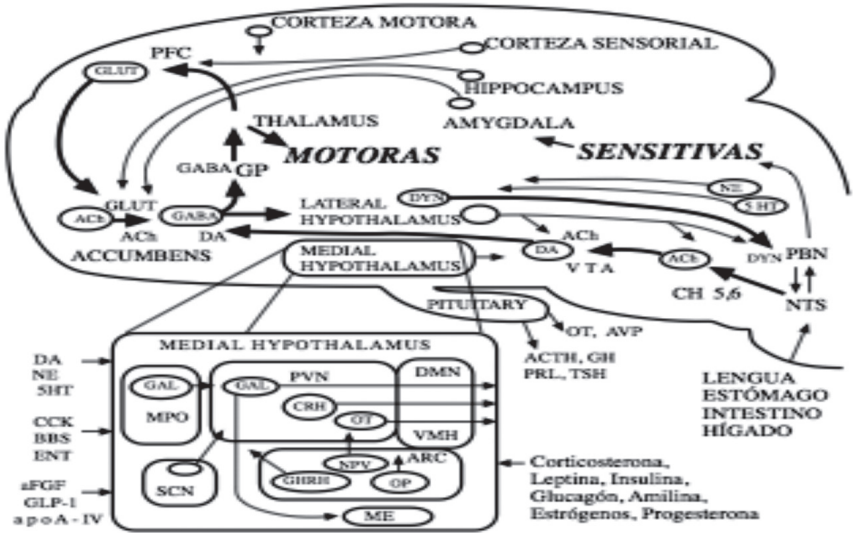 CORTEZA MOTORA
PFC
CORTEZA SENSORIAL
GLUT
HIPPOCAMPUS
THALAMUS
AMYGDALA
MOTORAS
SENSITIVAS
GABA GP
NE
5 HT
GLUT
DYN
ACh
GABA
LATERAL
HYPOTHALAMUS
ACh
DA
ACCUMBENS
MEDIAL
HYPOTHALAMUS
ACh
DA
VTA
ACh
DYN
PBN
CH 5,6
NTS
PITUITARY
OT, AVP
ACTH, GH
PRL, TSH
LENGUA
ESTÓMAGO
INTESTINO
HÍGADO
MEDIAL HYPOTHALAMUS
DA
NE
5HT
CCK
BBS
ENT
aFGF
GLP-1
apoA-IV
GAL
MPO
GAL
PVN
CRH
OT
DMN
VMH
SCN
NPV
ARC
GHRH
OP
ME
Corticosterona,
Leptina, Insulina,
Glucagón, Amilina,
Estrógenos, Progesterona